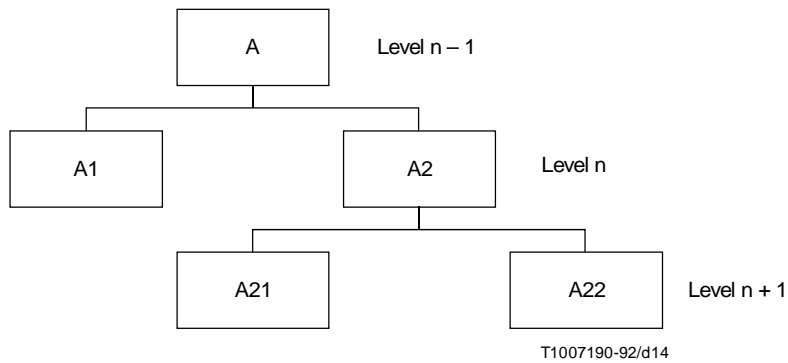 A
Level n – 1
A1
A2
Level n
A21
A22
Level n + 1
T1007190-92/d14